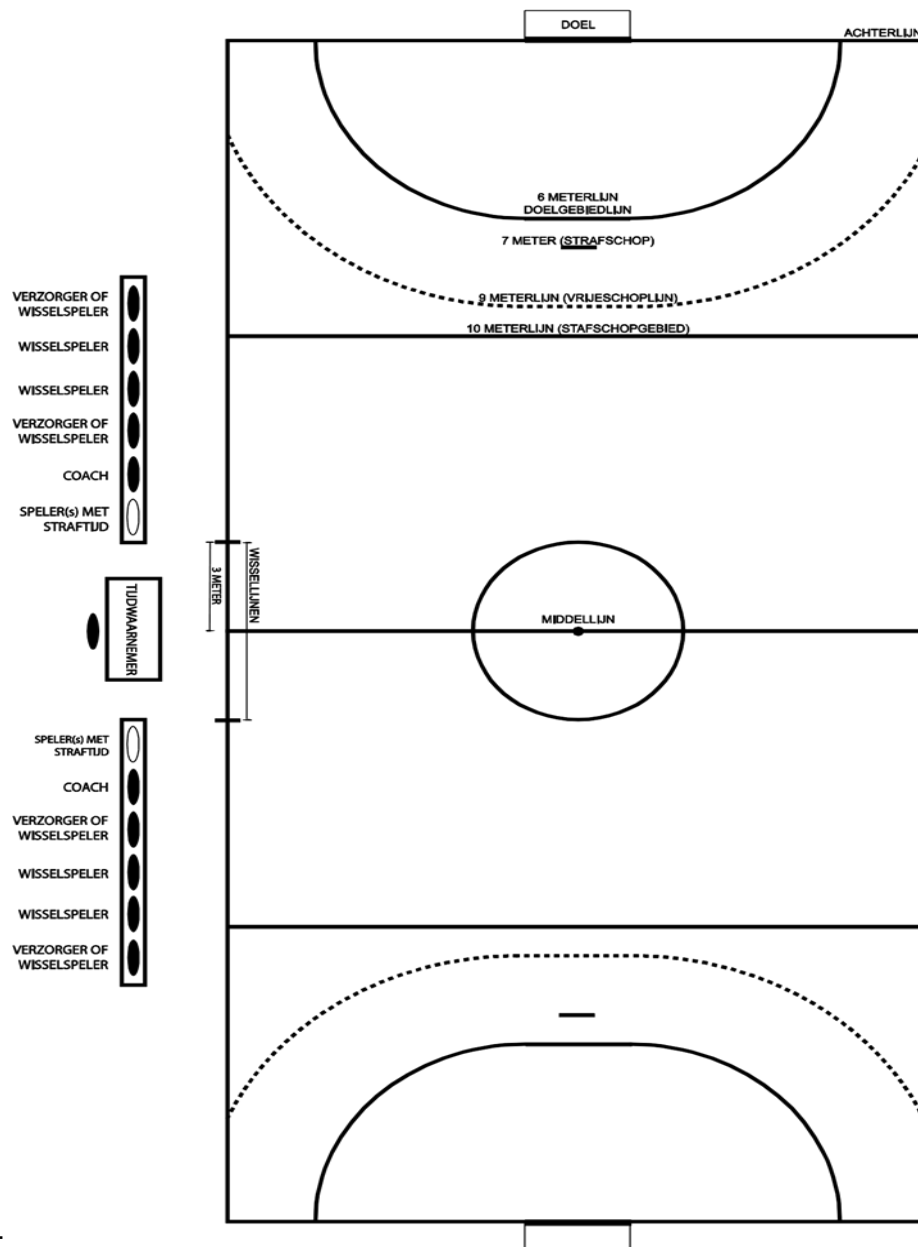 DOEL
ACHTERLIJN
6 METERLIJN
DOELGEBIEDLIJN
7 METER (STRAFSCHOP)
9 METERLIJN (VRIJESCHOPLIJN)
10 METERLIJN (STAFSCHOPGEBIED)
VERZORGER OF
WISSELSPELER
WISSELSPELER
WISSELSPELER
VERZORGER OF
WISSELSPELER
COACH
SPELER(s) MET
STRAFTIJD
3 METER
WISSELLIJNEN
TIJDWAARNEMER
MIDDELLIJN
SPELER(s) MET
STRAFTIJD
COACH
VERZORGER OF
WISSELSPELER
WISSELSPELER
WISSELSPELER
VERZORGER OF
WISSELSPELER